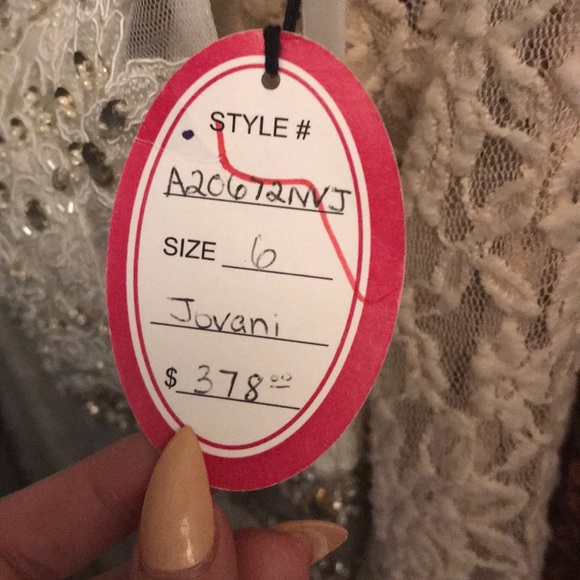 STYLE #
A20672NVJ
SIZE 6
Jovani
$ 378.00